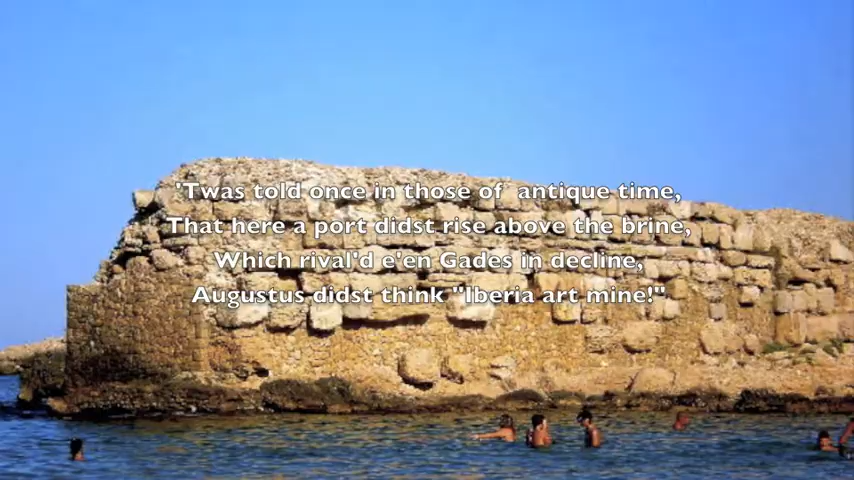 'Twas told once in those of  antique time,
That here a port didst rise above the brine,
Which rival'd e'en Gades in decline,
Augustus didst think "Iberia art mine!"